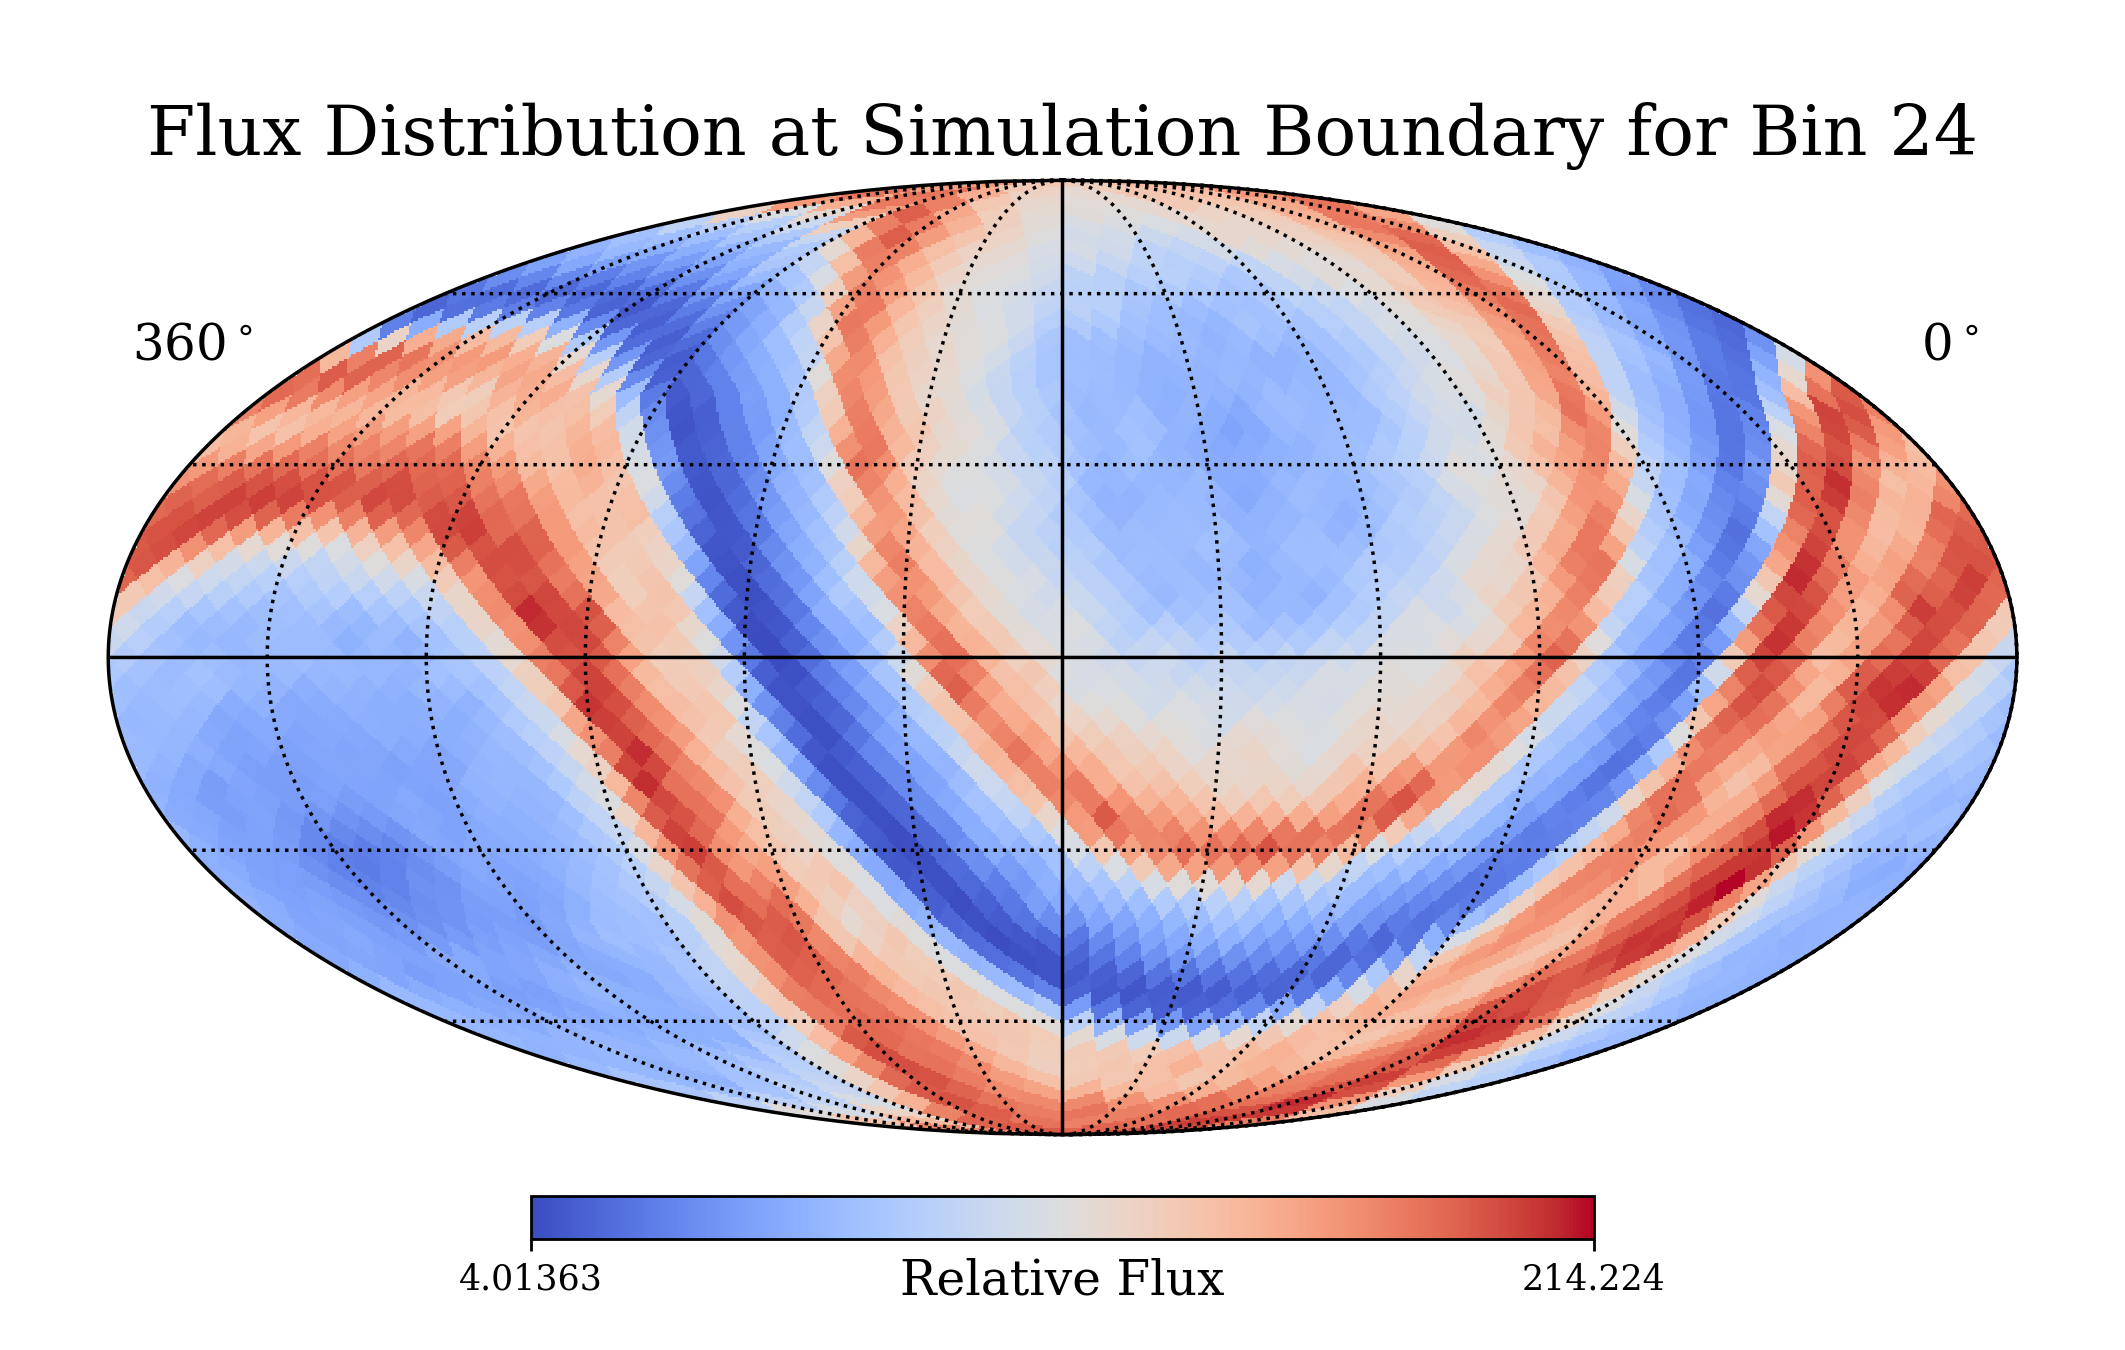 Flux Distribution at Simulation Boundary for Bin 24
360°
0°
4.01363
Relative Flux
214.224